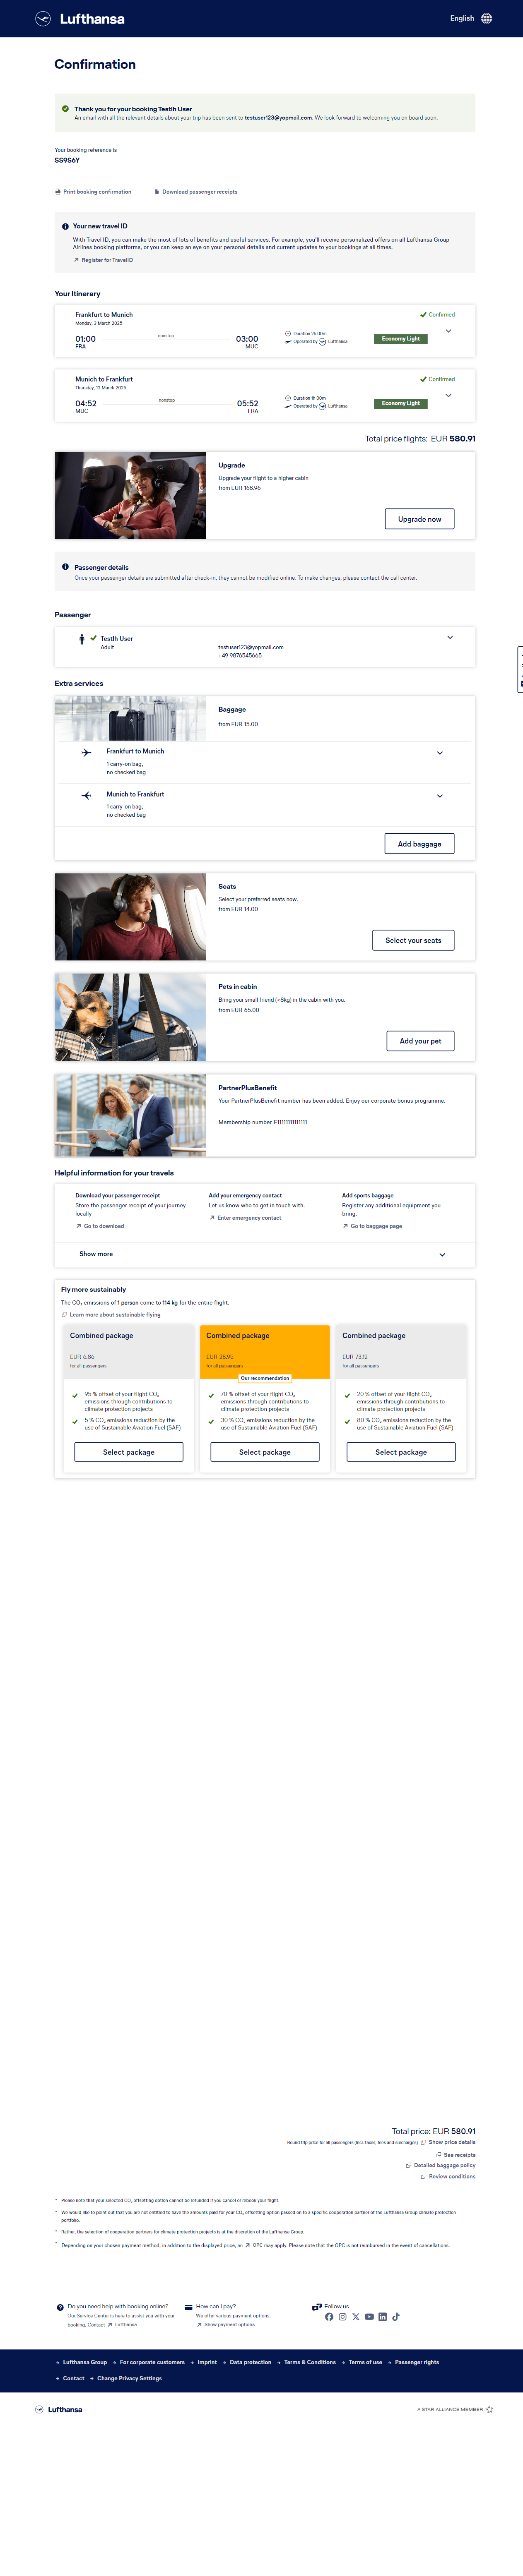 Lufthansa
English
Confirmation
Thank you for your booking Testlh User
An email with all the relevant details about your trip has been sent to testuser123@yopmail.com. We look forward to welcoming you on board soon.
Your booking reference is
SS9S6Y
Print booking confirmation
Download passenger receipts
Your new travel ID
With Travel ID, you can make the most of lots of benefits and useful services. For example, you'll receive personalized offers on all Lufthansa Group
Airlines booking platforms, or you can keep an eye on your personal details and current updates to your bookings at all times.
Register for TravelID
Your Itinerary
Frankfurt to Munich
Confirmed
Monday, 3 March 2025
01:00
nonstop
03:00
Duration 2h 00m
FRA
MUC
Operated by Lufthansa
Economy Light
Munich to Frankfurt
Confirmed
Thursday, 13 March 2025
04:52
nonstop
05:52
Duration 1h 00m
MUC
FRA
Operated by Lufthansa
Economy Light
Total price flights: EUR 580.91
Upgrade
Upgrade your flight to a higher cabin
from EUR 168.96
Upgrade now
Passenger details
Once your passenger details are submitted after check-in, they cannot be modified online. To make changes, please contact the call center.
Passenger
Testlh User
Adult
testuser123@yopmail.com
+49 9876545665
Extra services
Baggage
from EUR 15.00
Frankfurt to Munich
1 carry-on bag,
no checked bag
Munich to Frankfurt
1 carry-on bag,
no checked bag
Add baggage
Seats
Select your preferred seats now.
from EUR 14.00
Select your seats
Pets in cabin
Bring your small friend (<8kg) in the cabin with you.
from EUR 65.00
Add your pet
PartnerPlusBenefit
Your PartnerPlusBenefit number has been added. Enjoy our corporate bonus programme.
Membership number
Helpful information for your travels
Download your passenger receipt
Store the passenger receipt of your journey
locally
Go to download
Add your emergency contact
Let us know who to get in touch with.
Enter emergency contact
Add sports baggage
Register any additional equipment you
bring.
Go to baggage page
Show more
Fly more sustainably
The CO₂ emissions of 1 person come to 114 kg for the entire flight.
Learn more about sustainable flying
Combined package
EUR 6.86
for all passengers
95 % offset of your flight CO₂
emissions through contributions to
climate protection projects
5 % CO₂ emissions reduction by the
use of Sustainable Aviation Fuel (SAF)
Select package
Combined package
EUR 28.95
for all passengers
Our recommendation
70 % offset of your flight CO₂
emissions through contributions to
climate protection projects
30 % CO₂ emissions reduction by the
use of Sustainable Aviation Fuel (SAF)
Select package
Combined package
EUR 73.12
for all passengers
20 % offset of your flight CO₂
emissions through contributions to
climate protection projects
80 % CO₂ emissions reduction by the
use of Sustainable Aviation Fuel (SAF)
Select package
Total price: EUR 580.91
Round trip price for all passengers (incl. taxes, fees and surcharges) Show price details
See receipts
Detailed baggage policy
Review conditions
* Please note that your selected CO₂ offsetting option cannot be refunded if you cancel or rebook your flight.
* We would like to point out that you are not entitled to have the amounts paid for your CO₂ offsetting option passed on to a specific cooperation partner of the Lufthansa Group climate protection
portfolio.
* Rather, the selection of cooperation partners for climate protection projects is at the discretion of the Lufthansa Group.
* Depending on your chosen payment method, in addition to the displayed price, an OPC may apply. Please note that the OPC is not reimbursed in the event of cancellations.
Do you need help with booking online?
Our Service Center is here to assist you with your
booking. Contact Lufthansa
How can I pay?
We offer various payment options.
Show payment options
Follow us
Lufthansa Group
For corporate customers
Imprint
Data protection
Terms & Conditions
Terms of use
Passenger rights
Contact
Change Privacy Settings
Lufthansa
A STAR ALLIANCE MEMBER